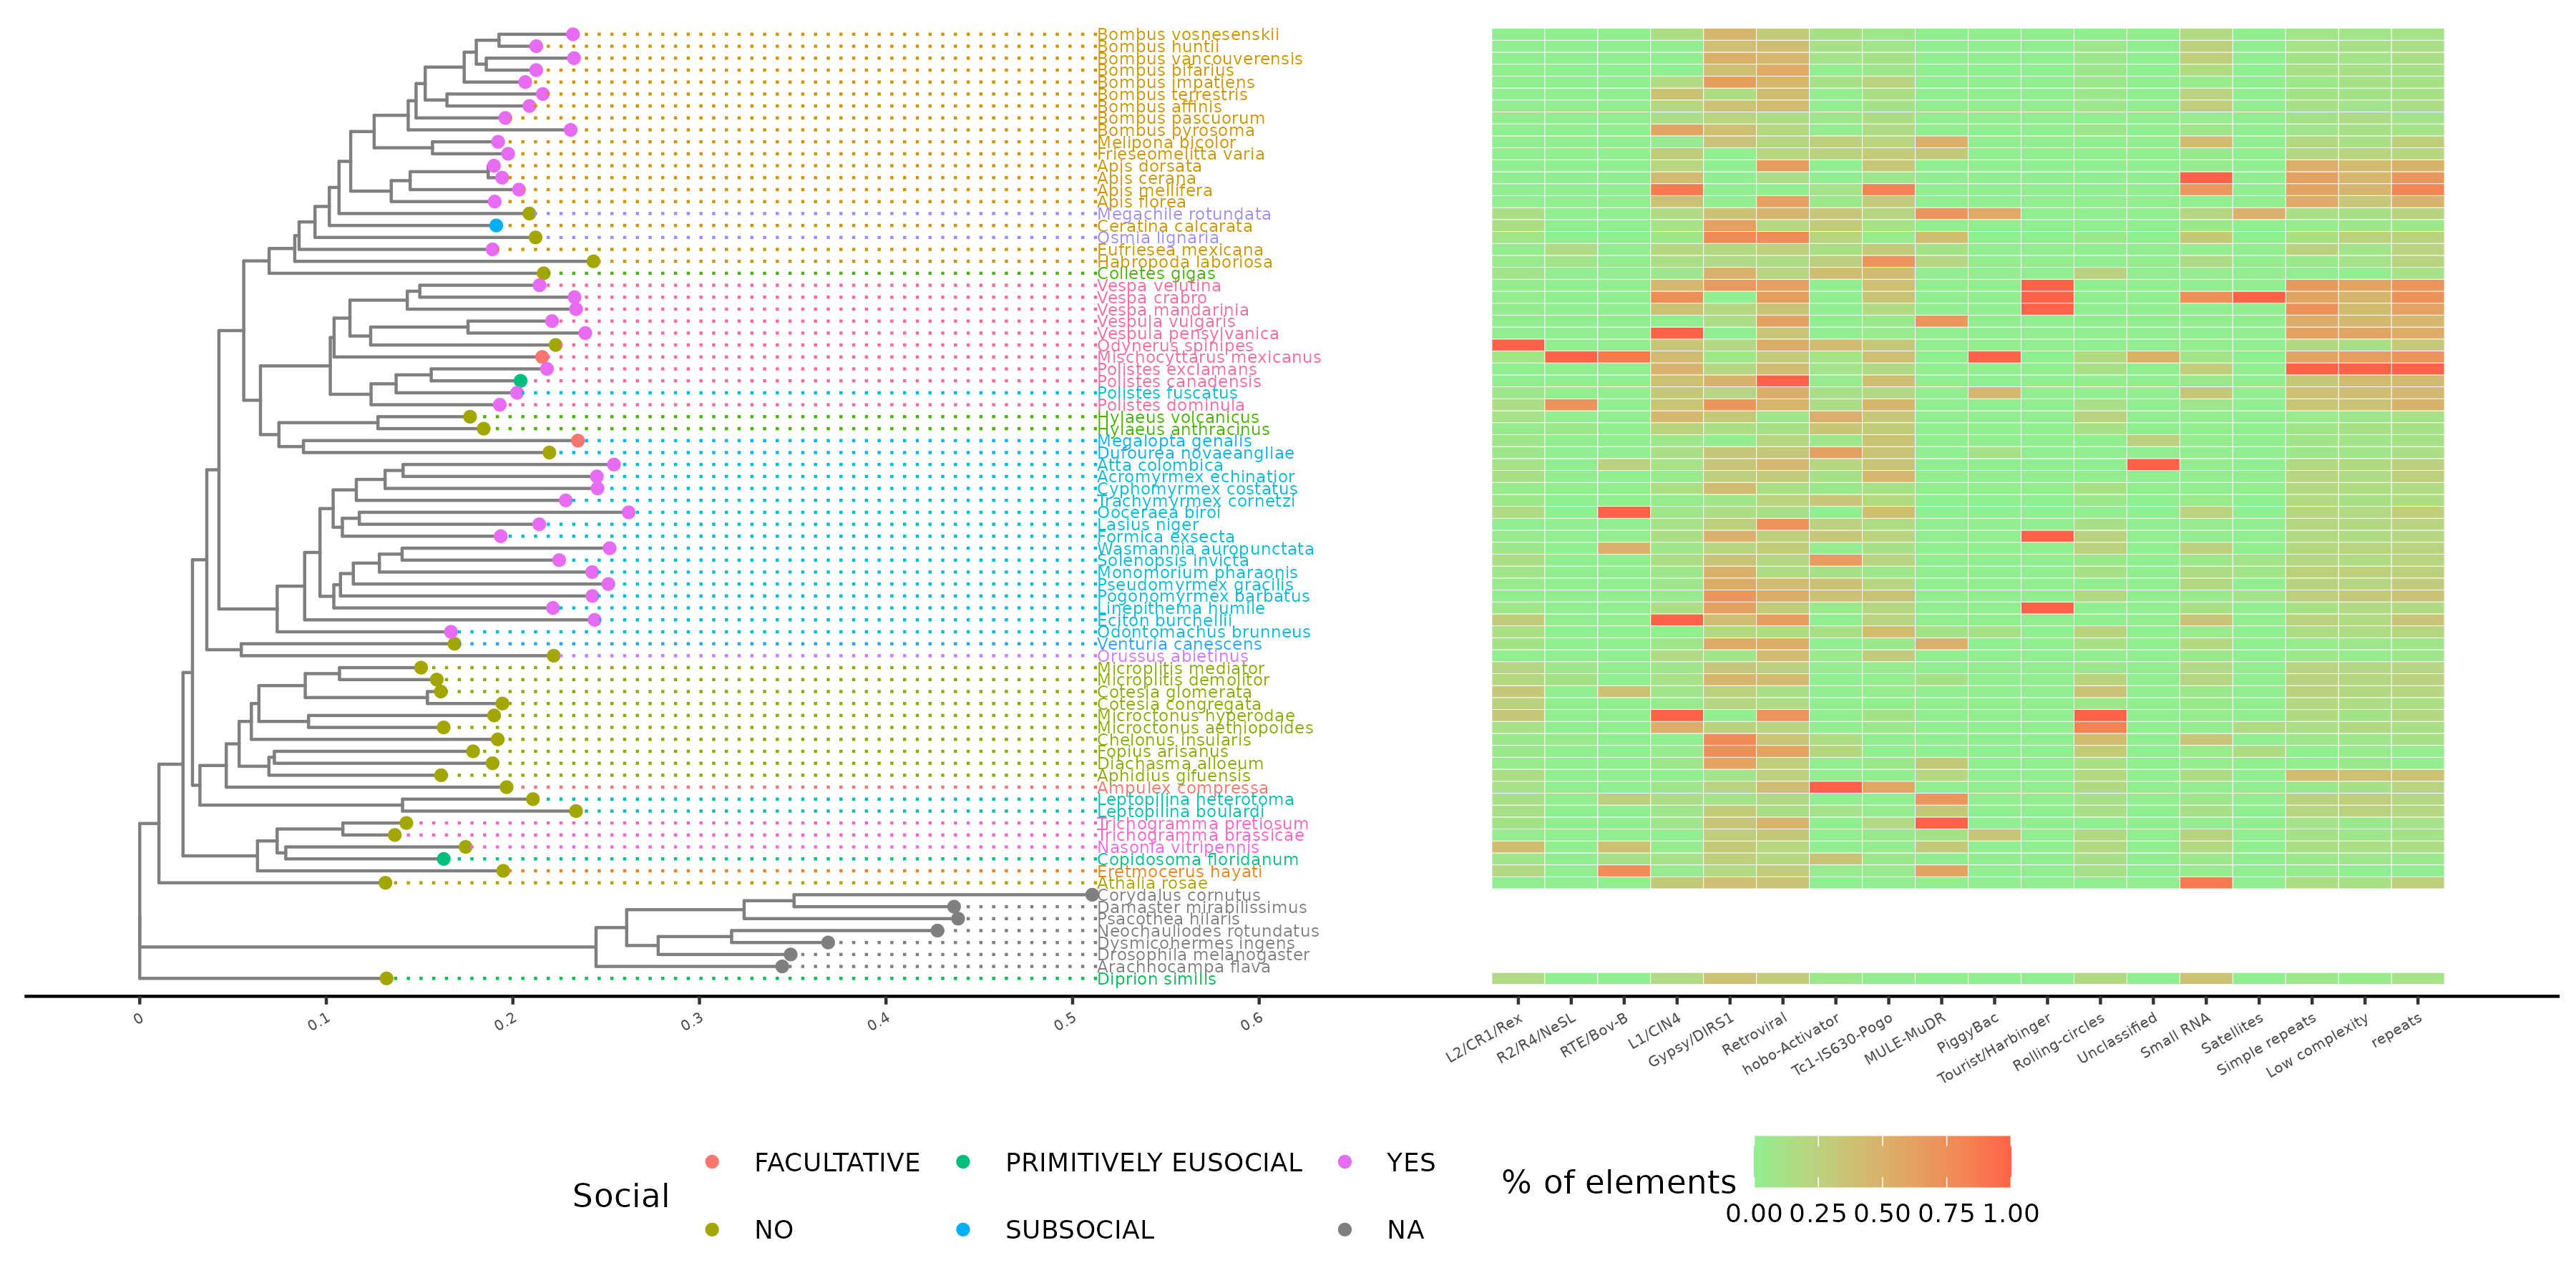 Bombus vosnesenskii
Bombus huntii
Bombus vancouverensis
Bombus bifarius
Bombus impatiens
Bombus terrestris
Bombus affinis
Bombus pascuorum
Bombus pyrosoma
Melipona bicolor
Frieseomelitta varia
Apis dorsata
Apis cerana
Apis mellifera
Apis florea
Megachile rotundata
Ceratina calcarata
Osmia lignaria
Eufriesea mexicana
Habropoda laboriosa
Colletes gigas
Vespa velutina
Vespa crabro
Vespa mandarinia
Vespula vulgaris
Vespula pensylvanica
Odynerus spinipes
Mischocyttarus mexicanus
Polistes exclamans
Polistes canadensis
Polistes fuscatus
Polistes dominula
Hylaeus volcanicus
Hylaeus anthracinus
Megalopta genalis
Dufourea novaeangliae
Atta colombica
Acromyrmex echinatior
Cyphomyrmex costatus
Trachymyrmex cornetzi
Ooceraea biroi
Lasius niger
Formica exsecta
Wasmannia auropunctata
Solenopsis invicta
Monomorium pharaonis
Pseudomyrmex gracilis
Pogonomyrmex barbatus
Linepithema humile
Eciton burchellii
Odontomachus brunneus
Venturia canescens
Orussus abietinus
Microplitis mediator
Microplitis demolitor
Cotesia glomerata
Cotesia congregata
Microctonus hyperodae
Microctonus aethiopoides
Chelonus insularis
Fopius arisanus
Diachasma alloeum
Aphidius gifuensis
Ampulex compressa
Leptopilina heterotoma
Leptopilina boulardi
Trichogramma pretiosum
Trichogramma brassicae
Nasonia vitripennis
Copidosoma floridanum
Eretmocerus hayati
Athalia rosae
Corydalus cornutus
Damaster mirabilissimus
Psacothea hilaris
Neochauliodes rotundatus
Dysmicohermes ingens
Drosophila melanogaster
Arachnocampa flava
Diprion similis
0 0.1 0.2 0.3 0.4 0.5 0.6
L2/CR1/Rex
R2/R4/NeSL
RTE/Bov-B
L1/CIN4
Gypsy/DIRS1
Retroviral
hobo-Activator
Tc1-IS630-Pogo
MULE-MuDR
PiggyBac
Tourist/Harbinger
Rolling-circles
Unclassified
Small RNA
Satellites
Simple repeats
Low complexity
repeats
Social
FACULTATIVE PRIMITIVELY EUSOCIAL YES
NO SUBSOCIAL NA
% of elements
0.00 0.25 0.50 0.75 1.00